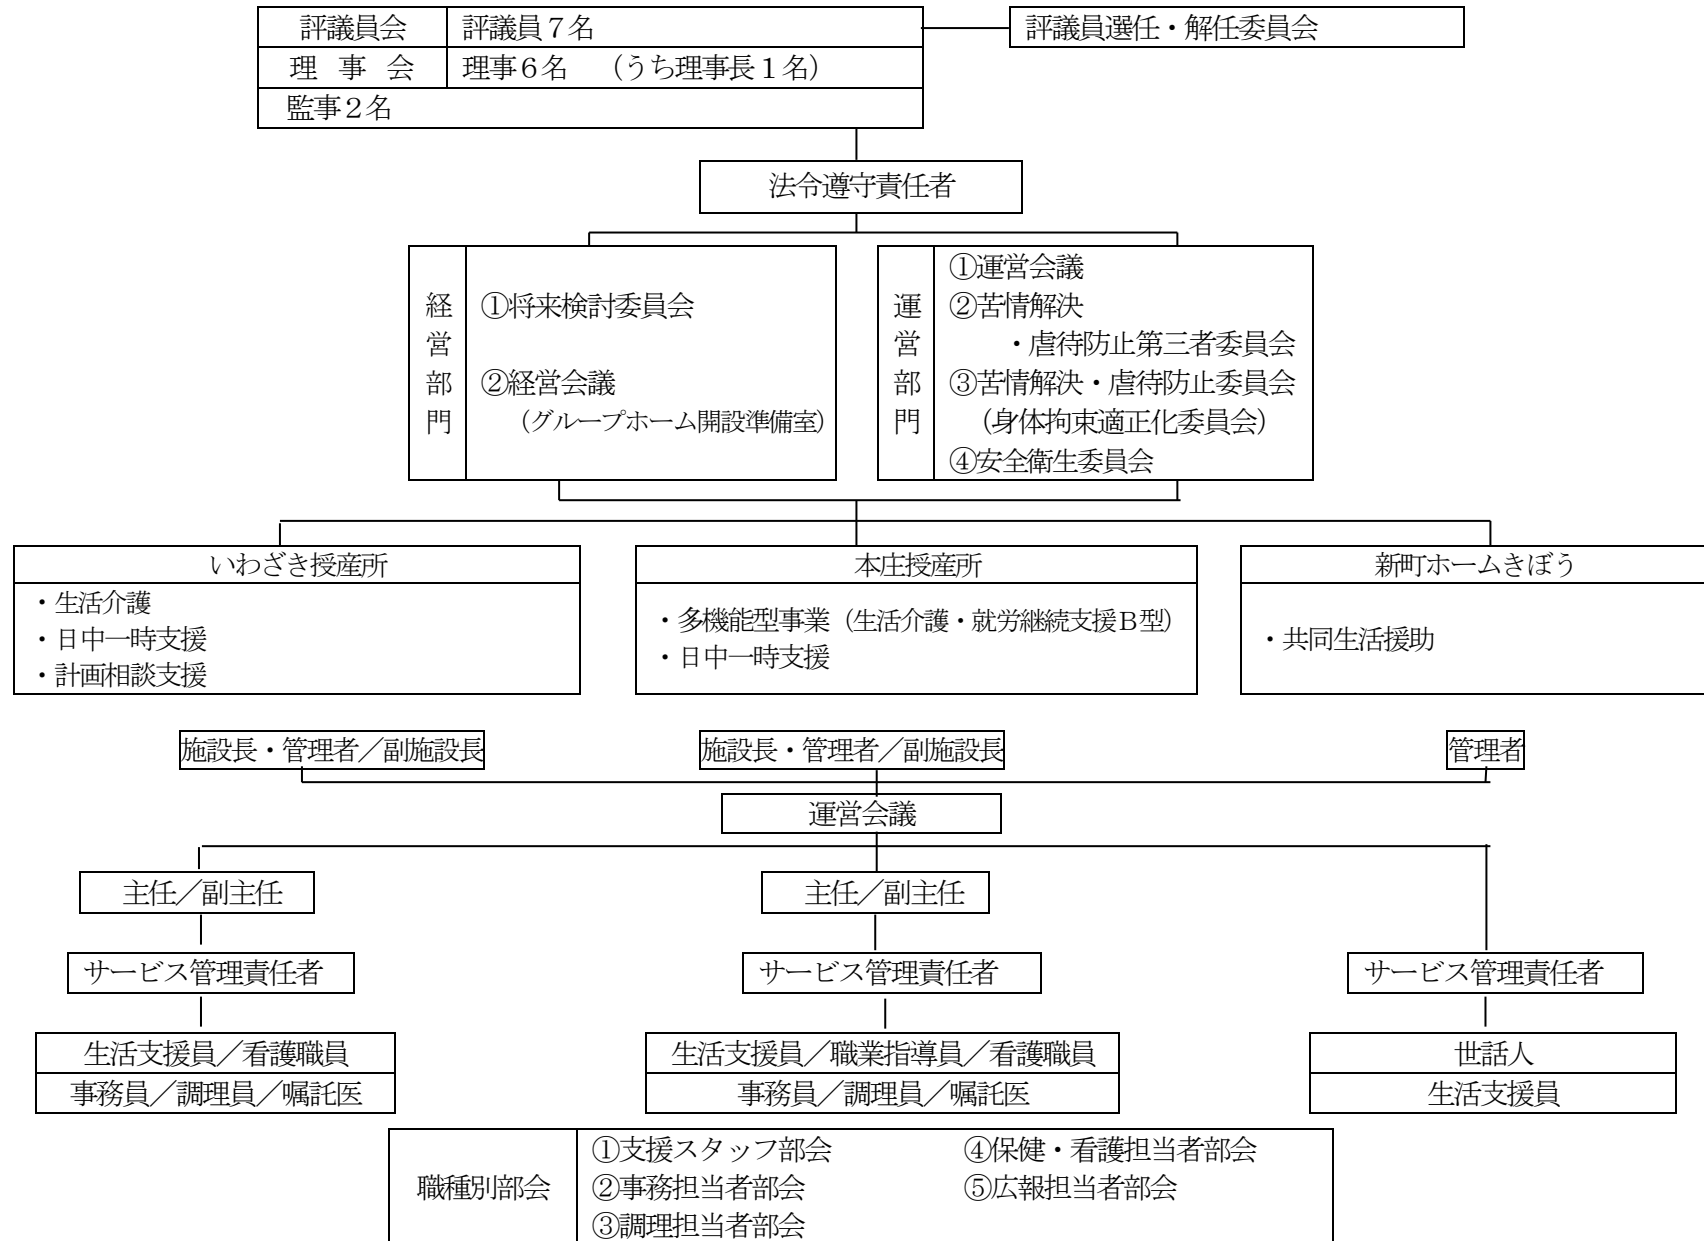 評議員会 評議員７名 評議員選任・解任委員会
理 事 会 理事６名 （うち理事長１名）
監事２名
法令遵守責任者
経営部門
①将来検討委員会
②経営会議
（グループホーム開設準備室）
運営部門
①運営会議
②苦情解決
・虐待防止第三者委員会
③苦情解決・虐待防止委員会
（身体拘束適正化委員会）
④安全衛生委員会
いわざき授産所
・生活介護
・日中一時支援
・計画相談支援
本庄授産所
・多機能型事業（生活介護・就労継続支援Ｂ型）
・日中一時支援
新町ホームきぼう
・共同生活援助
施設長・管理者／副施設長 施設長・管理者／副施設長 管理者
運営会議
主任／副主任 主任／副主任
サービス管理責任者 サービス管理責任者 サービス管理責任者
生活支援員／看護職員 生活支援員／職業指導員／看護職員 世話人
事務員／調理員／嘱託医 事務員／調理員／嘱託医 生活支援員
職種別部会
①支援スタッフ部会 ④保健・看護担当者部会
②事務担当者部会 ⑤広報担当者部会
③調理担当者部会